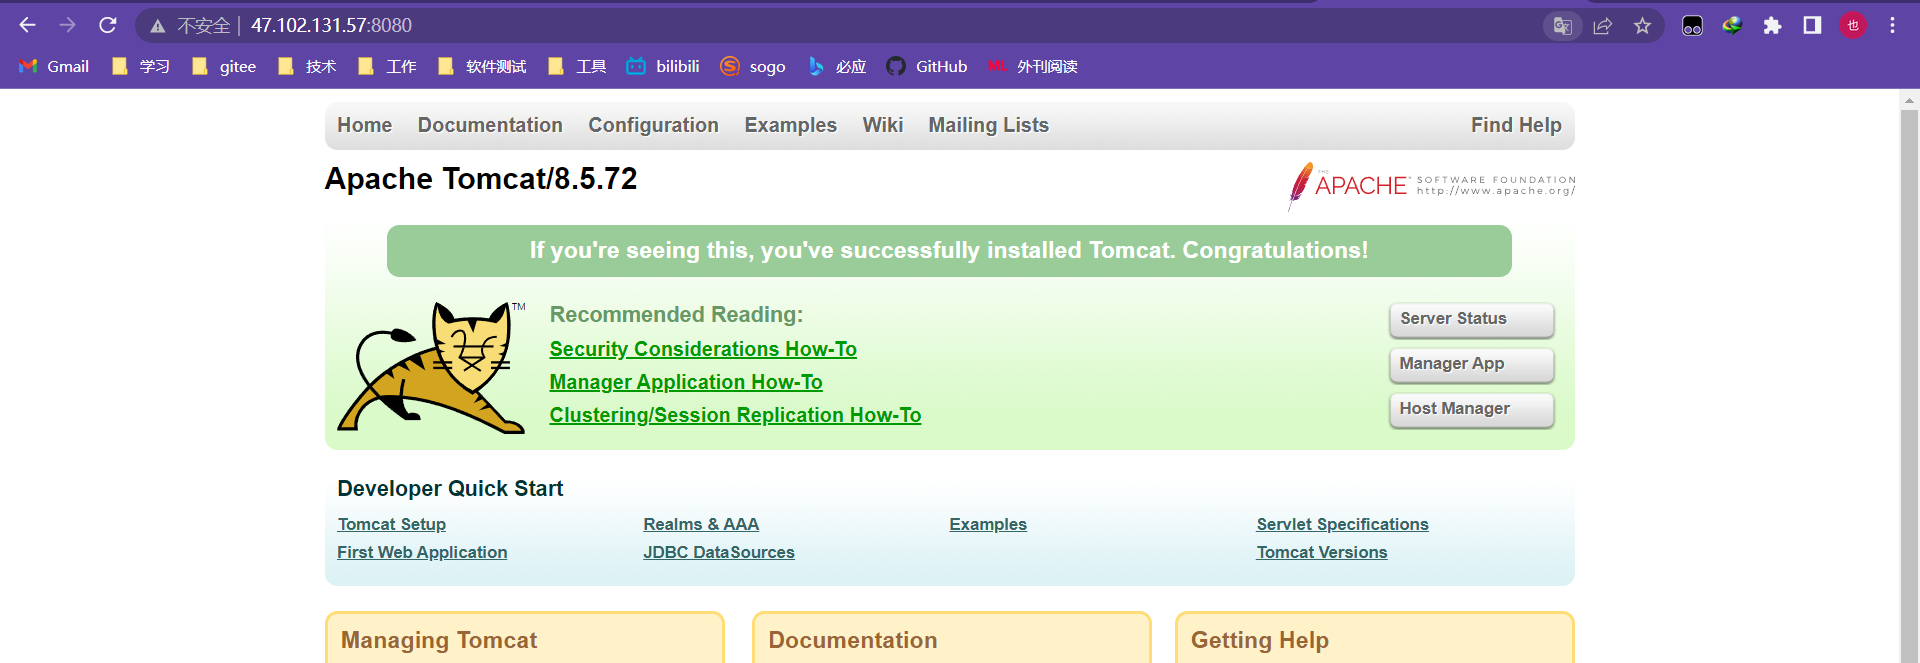 不安全 | 47.102.131.57:8080
Gmail 学习 gitee 技术 工作 软件测试 工具 bilibili sogo 必应 GitHub ML 外刊阅读
Home Documentation Configuration Examples Wiki Mailing Lists Find Help
Apache Tomcat/8.5.72
THE APACHE SOFTWARE FOUNDATION
http://www.apache.org/
If you're seeing this, you've successfully installed Tomcat. Congratulations!
TM
Recommended Reading:
Security Considerations How-To
Manager Application How-To
Clustering/Session Replication How-To
Server Status
Manager App
Host Manager
Developer Quick Start
Tomcat Setup
First Web Application
Realms & AAA
JDBC DataSources
Examples
Servlet Specifications
Tomcat Versions
Managing Tomcat
Documentation
Getting Help
也